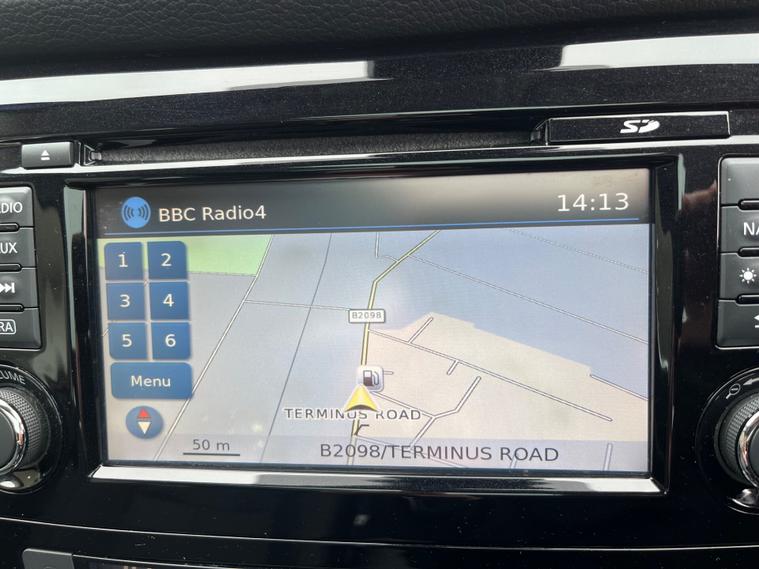 SD
BBC Radio4
14:13
1 2
3 4
5 6
Menu
B2098
TERMINUS ROAD
50 m
B2098/TERMINUS ROAD